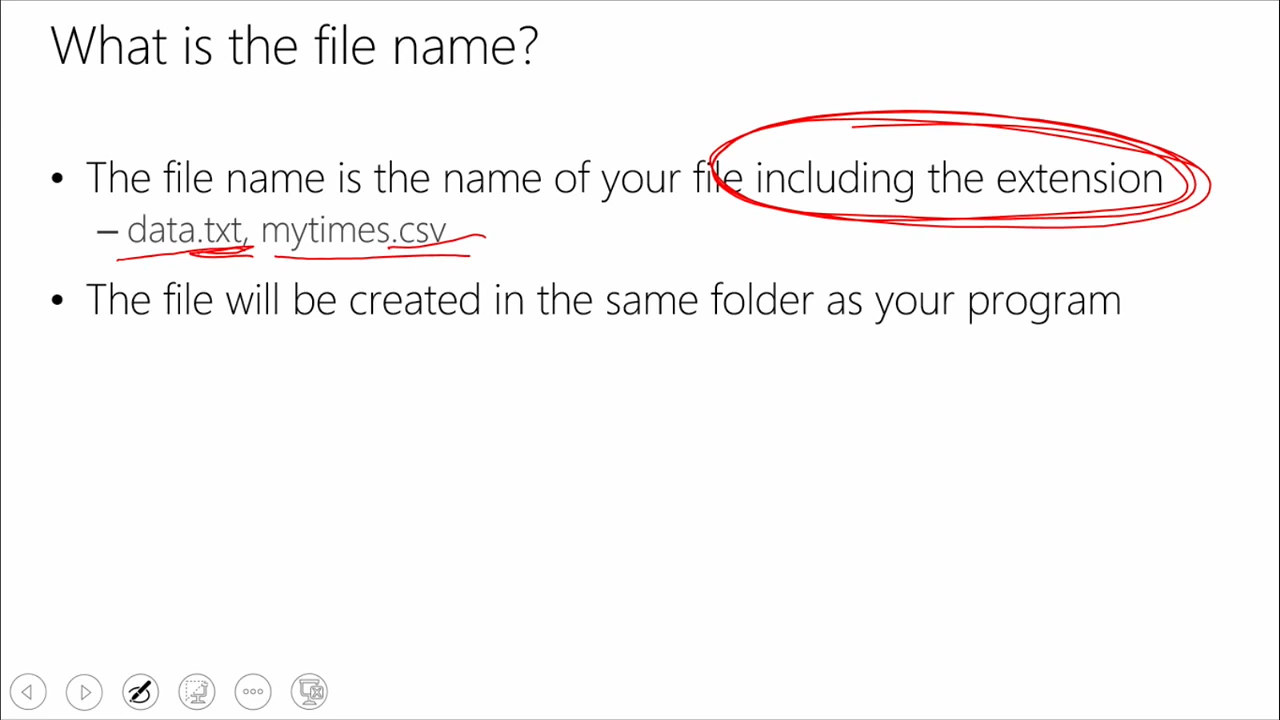 What is the file name?
• The file name is the name of your file including the extension
– data.txt, mytimes.csv
• The file will be created in the same folder as your program